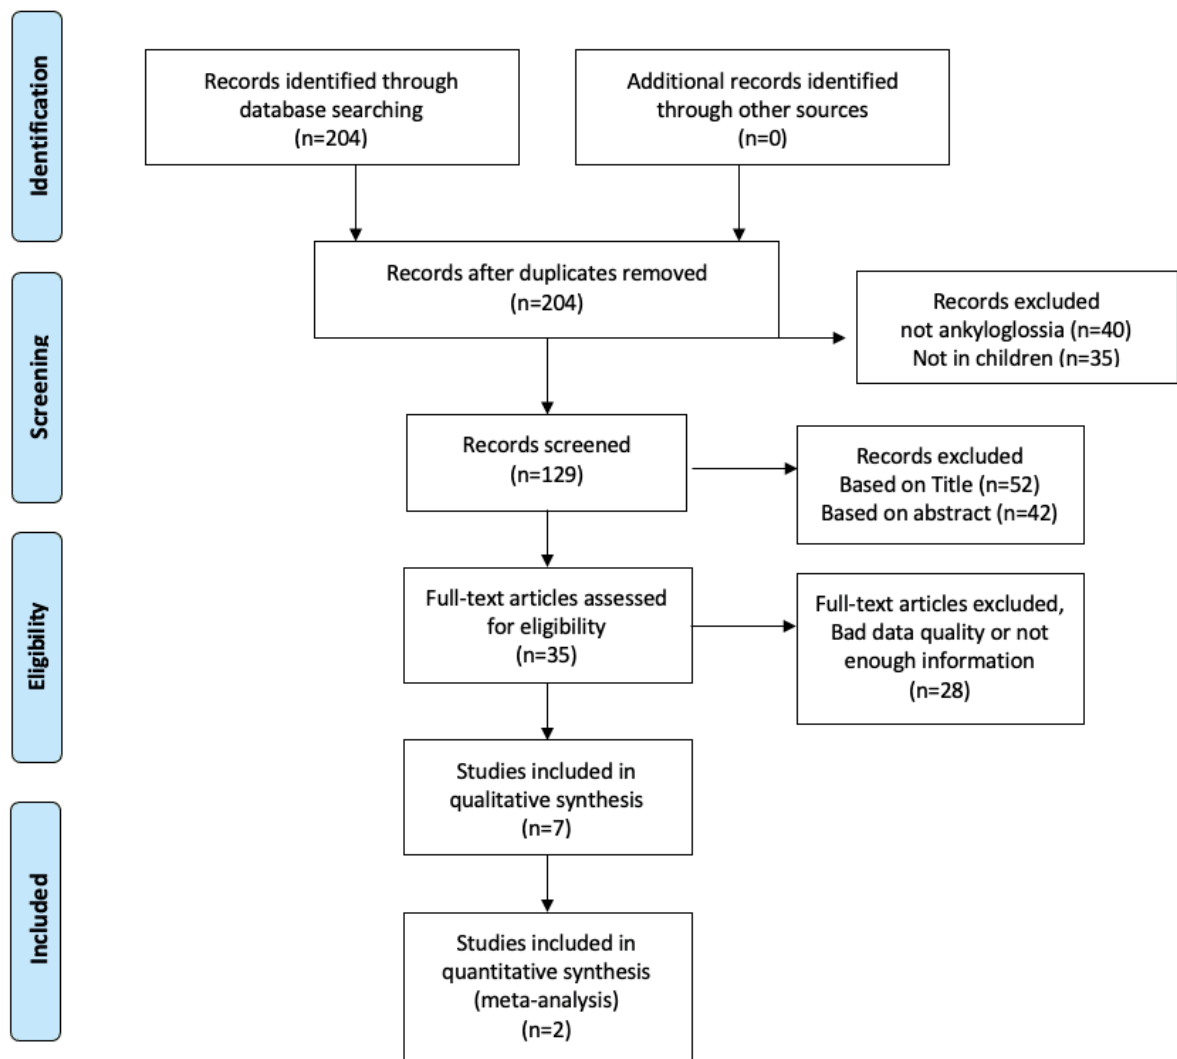 Identification
Records identified through
database searching
(n=204)
Additional records identified
through other sources
(n=0)
Records after duplicates removed
(n=204)
Screening
Records excluded
not ankyloglossia (n=40)
Not in children (n=35)
Records screened
(n=129)
Records excluded
Based on Title (n=52)
Based on abstract (n=42)
Eligibility
Full-text articles assessed
for eligibility
(n=35)
Full-text articles excluded,
Bad data quality or not
enough information
(n=28)
Studies included in
qualitative synthesis
(n=7)
Included
Studies included in
quantitative synthesis
(meta-analysis)
(n=2)